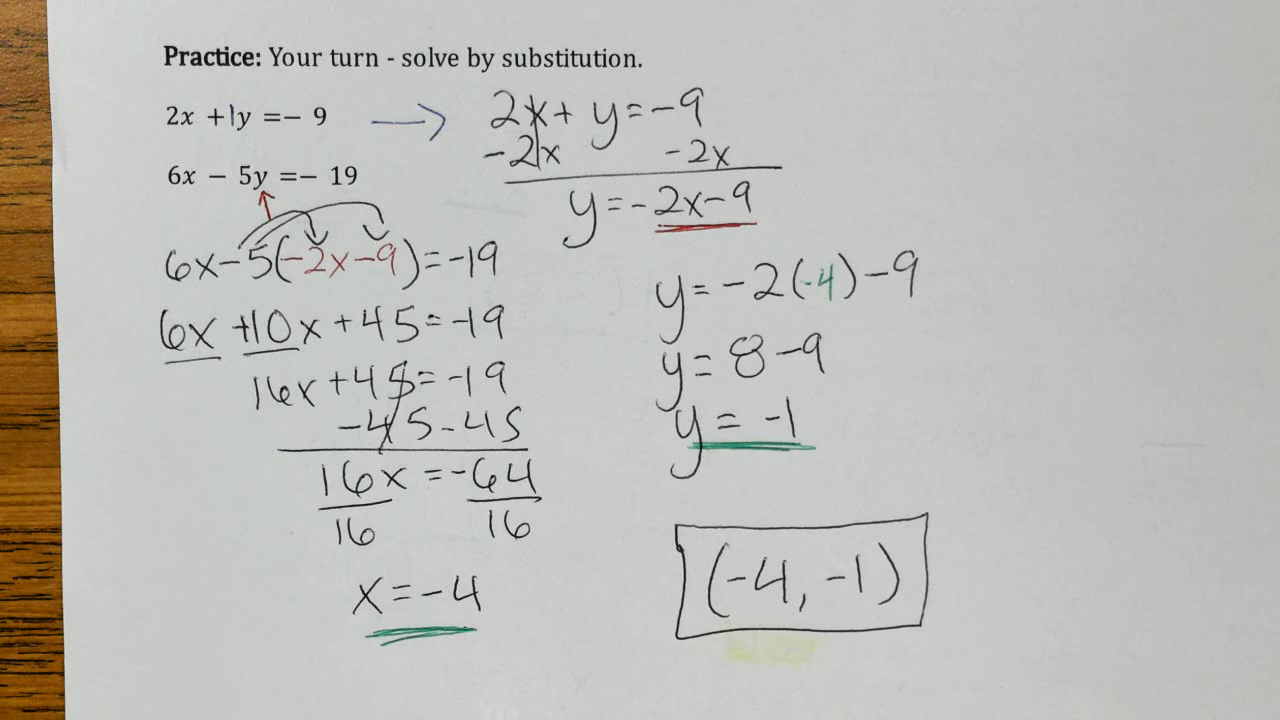 Practice: Your turn - solve by substitution.
2x +1y =− 9
6x − 5y =− 19
6x-5(-2x-9)=-19
6x +10x+45=-19
16x+45=-19
-45-45
16x=-64
16 16
x=-4
2x+ y=-9
-2x -2x
y=-2x-9
y=-2(-4)-9
y=8-9
y=-1
(-4,-1)